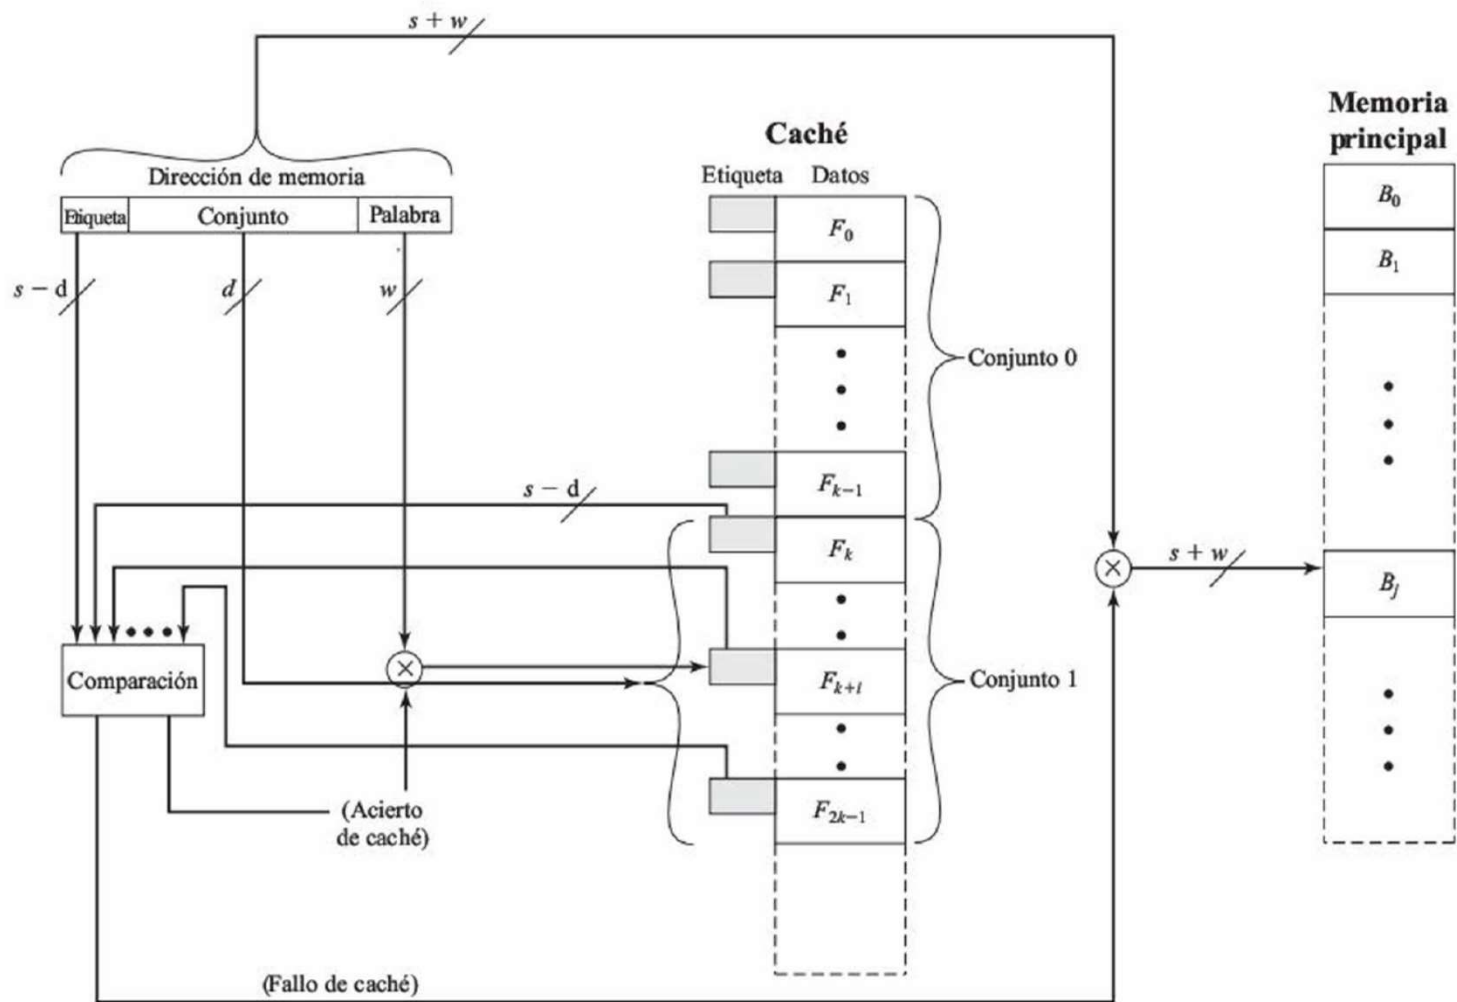 s + w
Memoria
principal
Caché
Dirección de memoria
Etiqueta Datos
Etiqueta Conjunto Palabra
B₀
F₀
B₁
s − d d w
F₁
Conjunto 0
s − d
Fₖ₋₁
Fₖ
s + w
Bⱼ
Comparación
Fₖ₊ₗ
Conjunto 1
(Acierto
de caché)
F₂ₖ₋₁
(Fallo de caché)